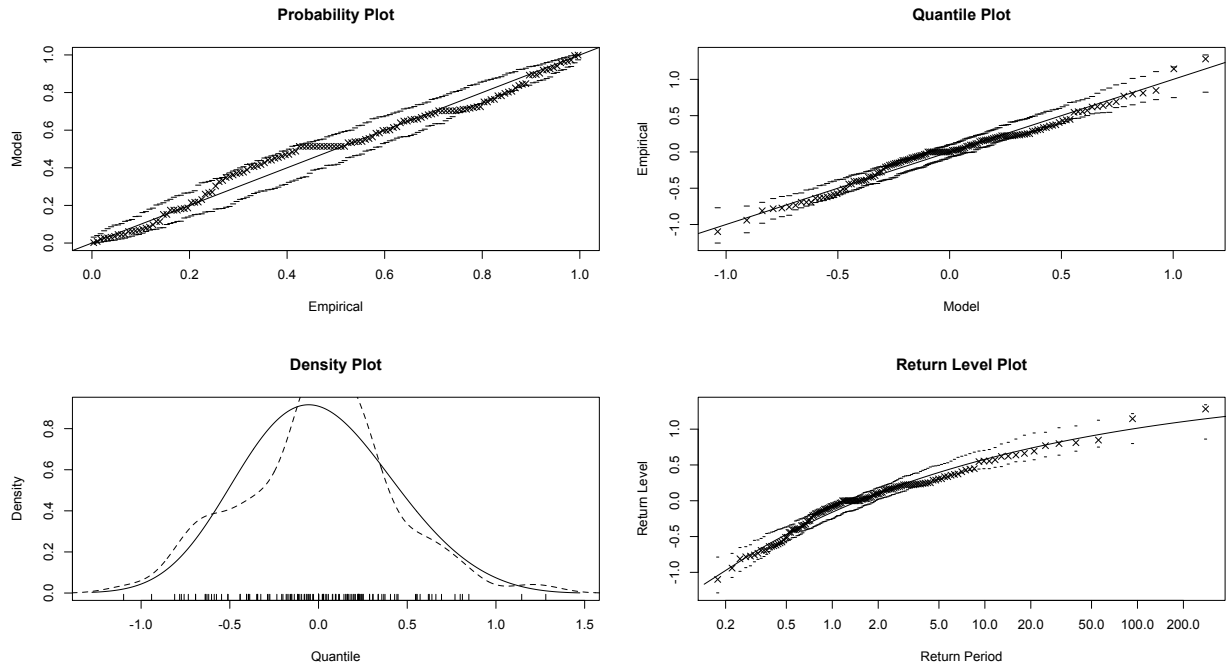 Probability Plot
Model
0.0 0.2 0.4 0.6 0.8 1.0
0.0 0.2 0.4 0.6 0.8 1.0
Empirical
Quantile Plot
Empirical
-1.0 -0.5 0.0 0.5 1.0
-1.0 -0.5 0.0 0.5 1.0
Model
Density Plot
Density
0.0 0.2 0.4 0.6 0.8
-1.0 -0.5 0.0 0.5 1.0 1.5
Quantile
Return Level Plot
Return Level
-1.0 -0.5 0.0 0.5 1.0
0.2 0.5 1.0 2.0 5.0 10.0 20.0 50.0 100.0 200.0
Return Period